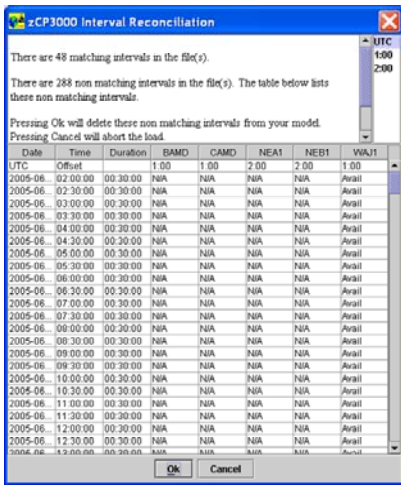 zCP3000 Interval Reconciliation
There are 48 matching intervals in the file(s).
There are 288 non matching intervals in the file(s). The table below lists
these non matching intervals.
Pressing Ok will delete these non matching intervals from your model.
Pressing Cancel will abort the load.
UTC
1:00
2:00
Date Time Duration BAMD CAMD NEA1 NEB1 WAJ1
UTC Offset 1:00 1:00 2:00 2:00 1:00
2005-06... 02:00:00 00:30:00 N/A N/A N/A N/A Avail
2005-06... 02:30:00 00:30:00 N/A N/A N/A N/A Avail
2005-06... 03:00:00 00:30:00 N/A N/A N/A N/A Avail
2005-06... 03:30:00 00:30:00 N/A N/A N/A N/A Avail
2005-06... 04:00:00 00:30:00 N/A N/A N/A N/A Avail
2005-06... 04:30:00 00:30:00 N/A N/A N/A N/A Avail
2005-06... 05:00:00 00:30:00 N/A N/A N/A N/A Avail
2005-06... 05:30:00 00:30:00 N/A N/A N/A N/A Avail
2005-06... 06:00:00 00:30:00 N/A N/A N/A N/A Avail
2005-06... 06:30:00 00:30:00 N/A N/A N/A N/A Avail
2005-06... 07:00:00 00:30:00 N/A N/A N/A N/A Avail
2005-06... 07:30:00 00:30:00 N/A N/A N/A N/A Avail
2005-06... 08:00:00 00:30:00 N/A N/A N/A N/A Avail
2005-06... 08:30:00 00:30:00 N/A N/A N/A N/A Avail
2005-06... 09:00:00 00:30:00 N/A N/A N/A N/A Avail
2005-06... 09:30:00 00:30:00 N/A N/A N/A N/A Avail
2005-06... 10:00:00 00:30:00 N/A N/A N/A N/A Avail
2005-06... 10:30:00 00:30:00 N/A N/A N/A N/A Avail
2005-06... 11:00:00 00:30:00 N/A N/A N/A N/A Avail
2005-06... 11:30:00 00:30:00 N/A N/A N/A N/A Avail
2005-06... 12:00:00 00:30:00 N/A N/A N/A N/A Avail
2005-06... 12:30:00 00:30:00 N/A N/A N/A N/A Avail
2005-06... 13:00:00 00:30:00 N/A N/A N/A N/A Avail
Ok Cancel